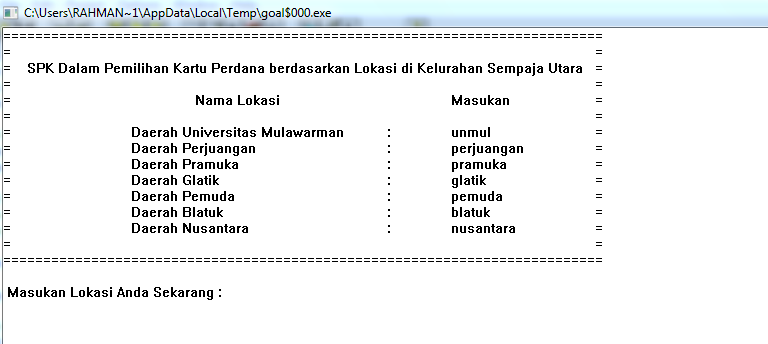 C:\Users\RAHMAN~1\AppData\Local\Temp\goal$000.exe
===========================================================================
= =
= SPK Dalam Pemilihan Kartu Perdana berdasarkan Lokasi di Kelurahan Sempaja Utara =
= =
= Nama Lokasi Masukan =
= =
= Daerah Universitas Mulawarman : unmul =
= Daerah Perjuangan : perjuangan =
= Daerah Pramuka : pramuka =
= Daerah Glatik : glatik =
= Daerah Pemuda : pemuda =
= Daerah Blatuk : blatuk =
= Daerah Nusantara : nusantara =
= =
===========================================================================
Masukan Lokasi Anda Sekarang :